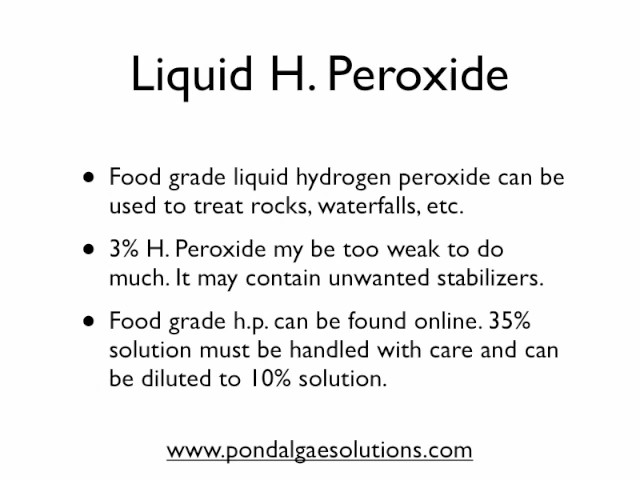 Liquid H. Peroxide
• Food grade liquid hydrogen peroxide can be
used to treat rocks, waterfalls, etc.
• 3% H. Peroxide my be too weak to do
much. It may contain unwanted stabilizers.
• Food grade h.p. can be found online. 35%
solution must be handled with care and can
be diluted to 10% solution.
www.pondalgaesolutions.com